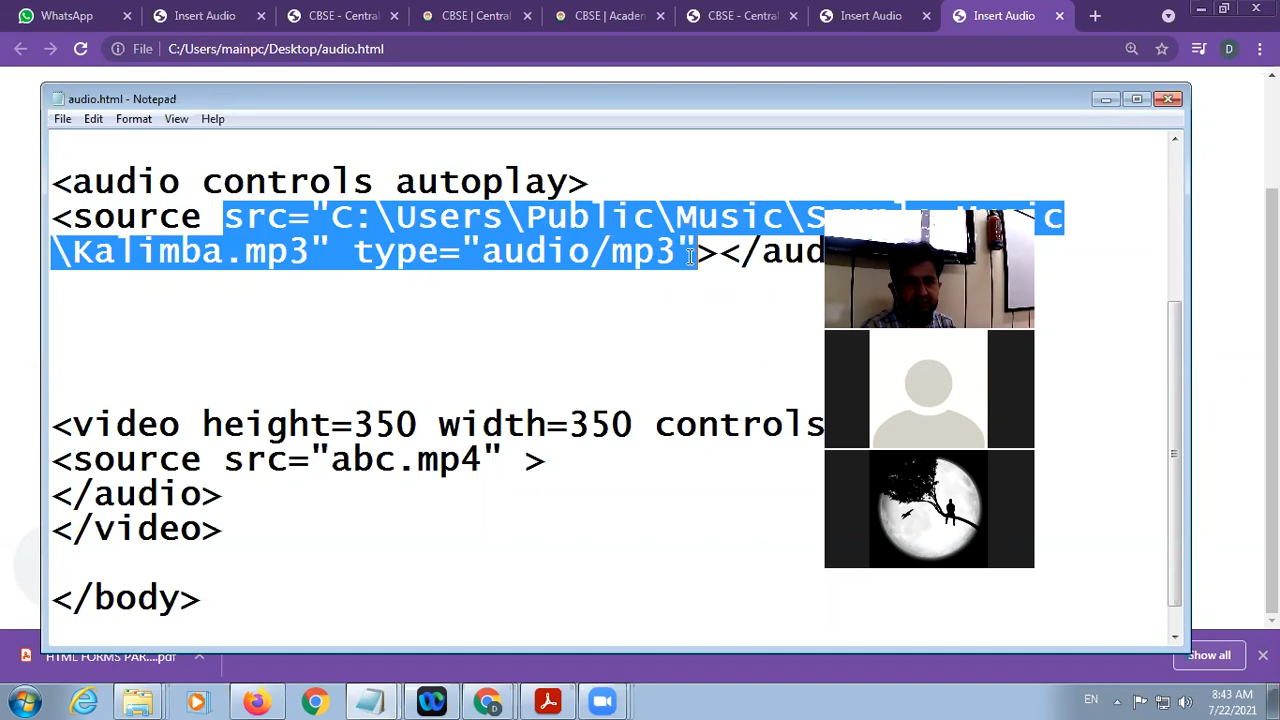 WhatsApp
Insert Audio
CBSE - Central
CBSE | Central
CBSE | Academ
CBSE - Central
Insert Audio
Insert Audio
File
C:/Users/mainpc/Desktop/audio.html
D
audio.html - Notepad
File Edit Format View Help
<audio controls autoplay>
<source src="C:\Users\Public\Music\Sample Music
\Kalimba.mp3" type="audio/mp3"></aud
<video height=350 width=350 controls
<source src="abc.mp4" >
</audio>
</video>
</body>
HTML FORMS PAR....pdf
Show all
EN
8:43 AM
7/22/2021